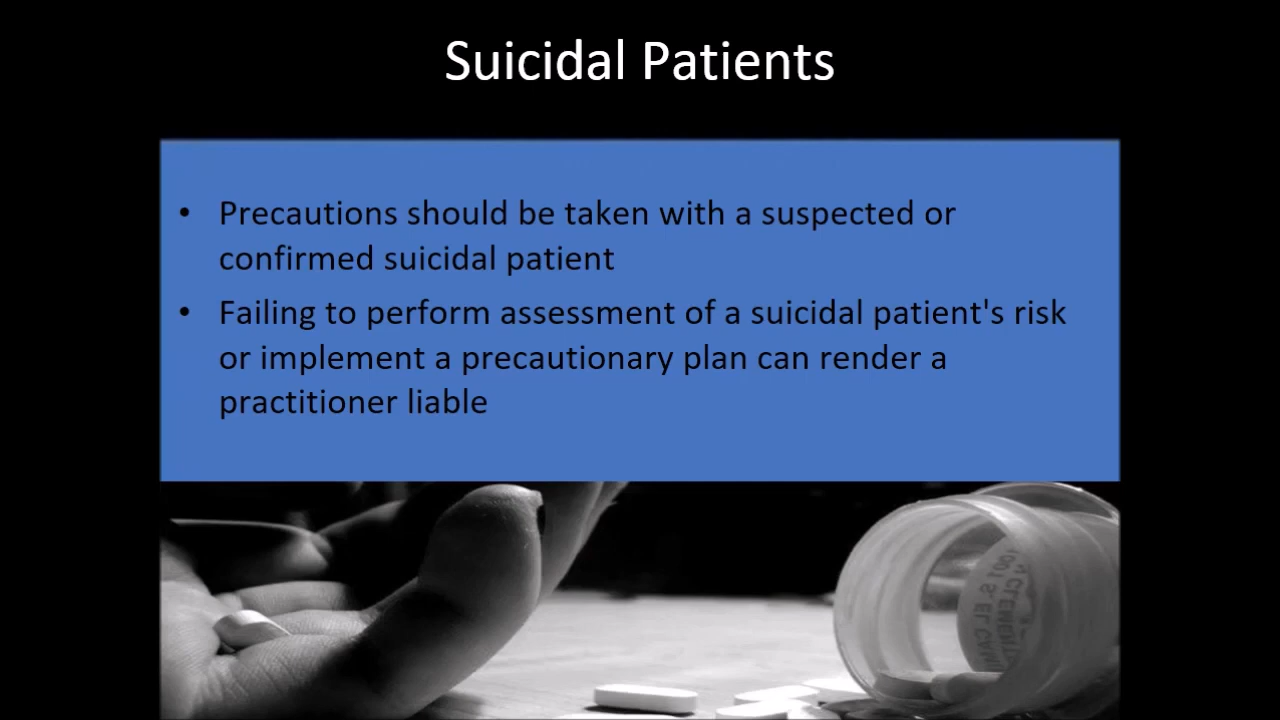 Suicidal Patients
• Precautions should be taken with a suspected or
confirmed suicidal patient
• Failing to perform assessment of a suicidal patient's risk
or implement a precautionary plan can render a
practitioner liable